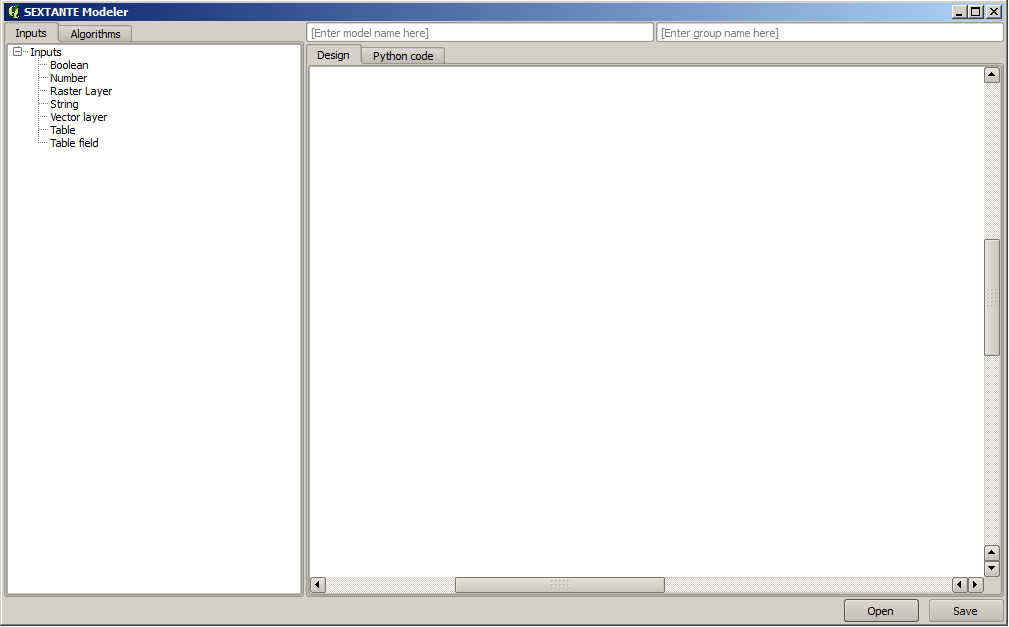 SEXTANTE Modeler
Inputs Algorithms
[Enter model name here] [Enter group name here]
Inputs
Boolean
Number
Raster Layer
String
Vector layer
Table
Table field
Design Python code
Open Save